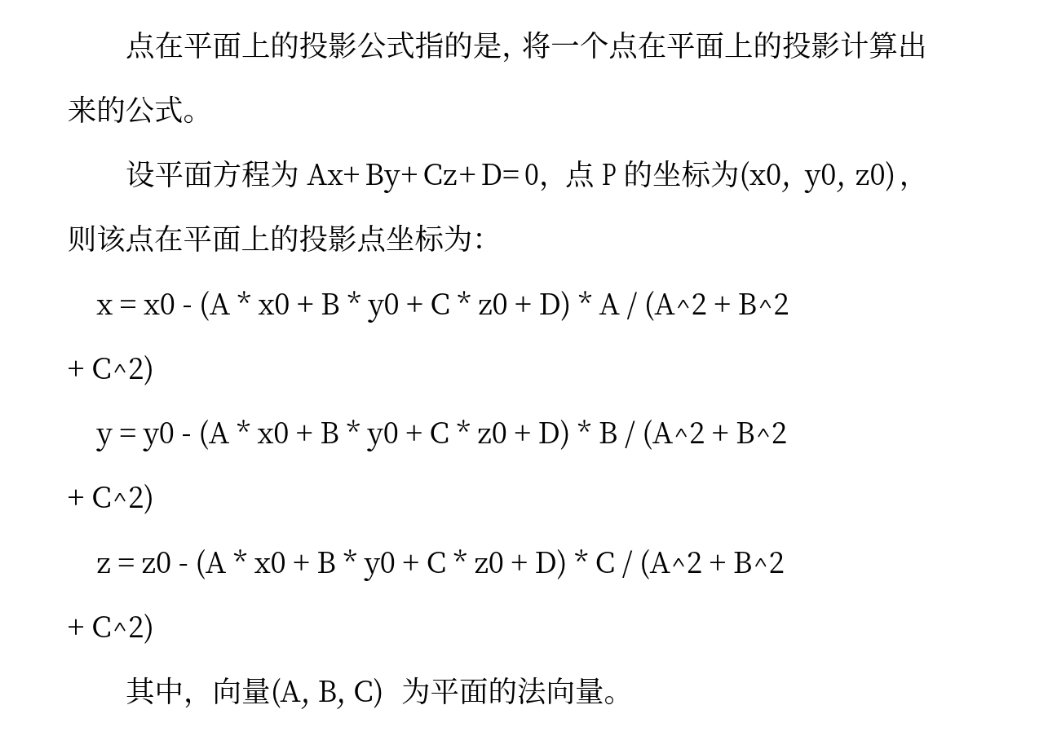 点在平面上的投影公式指的是, 将一个点在平面上的投影计算出
来的公式。
设平面方程为 Ax+ By+ Cz+ D= 0, 点 P 的坐标为(x0, y0, z0) ,
则该点在平面上的投影点坐标为:
x = x0 - (A * x0 + B * y0 + C * z0 + D) * A / (A^2 + B^2
+ C^2)
y = y0 - (A * x0 + B * y0 + C * z0 + D) * B / (A^2 + B^2
+ C^2)
z = z0 - (A * x0 + B * y0 + C * z0 + D) * C / (A^2 + B^2
+ C^2)
其中, 向量(A, B, C) 为平面的法向量。